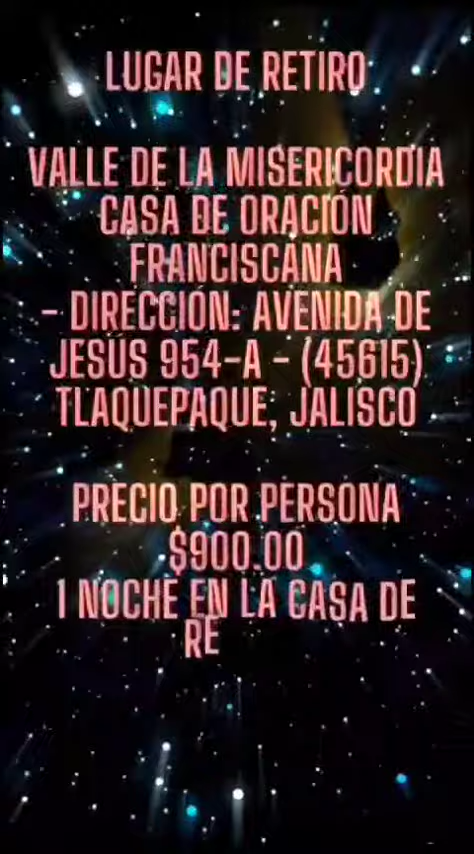 LUGAR DE RETIRO
VALLE DE LA MISERICORDIA
CASA DE ORACIÓN
FRANCISCANA
- DIRECCIÓN: AVENIDA DE
JESÚS 954-A - (45615)
TLAQUEPAQUE, JALISCO
PRECIO POR PERSONA
$900.00
1 NOCHE EN LA CASA DE
RE